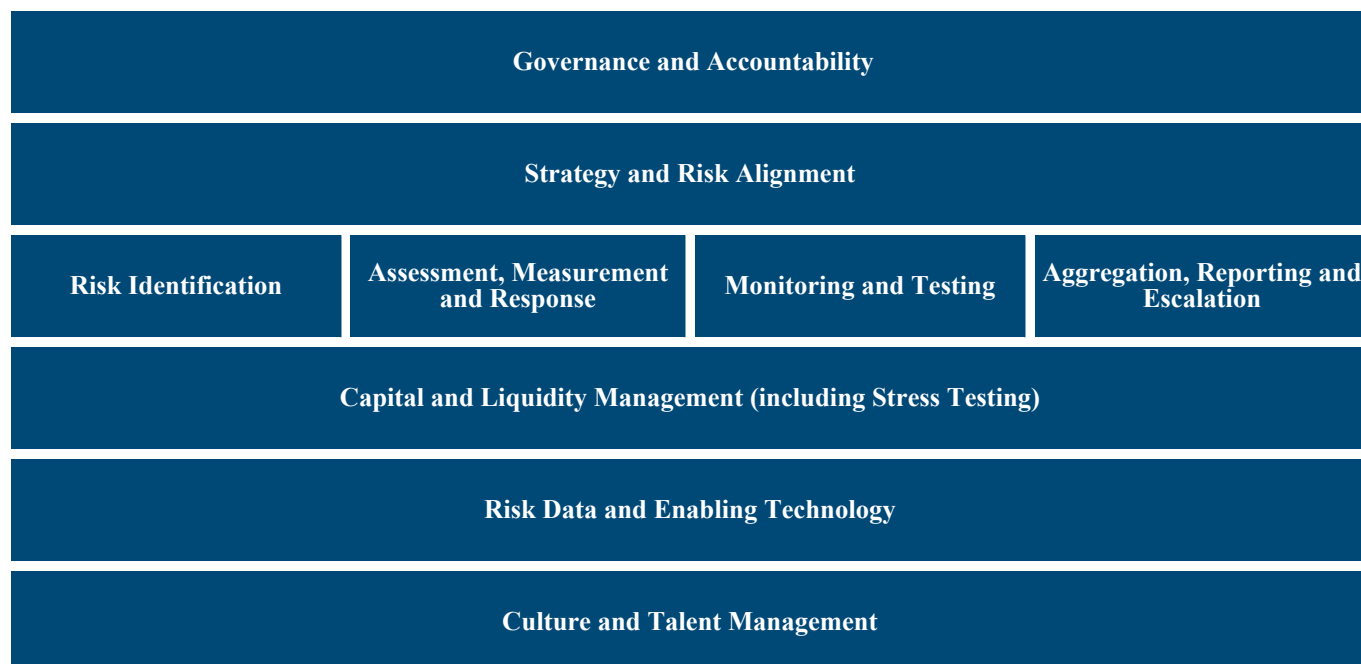 Governance and Accountability
Strategy and Risk Alignment
Risk Identification
Assessment, Measurement
and Response
Monitoring and Testing
Aggregation, Reporting and
Escalation
Capital and Liquidity Management (including Stress Testing)
Risk Data and Enabling Technology
Culture and Talent Management